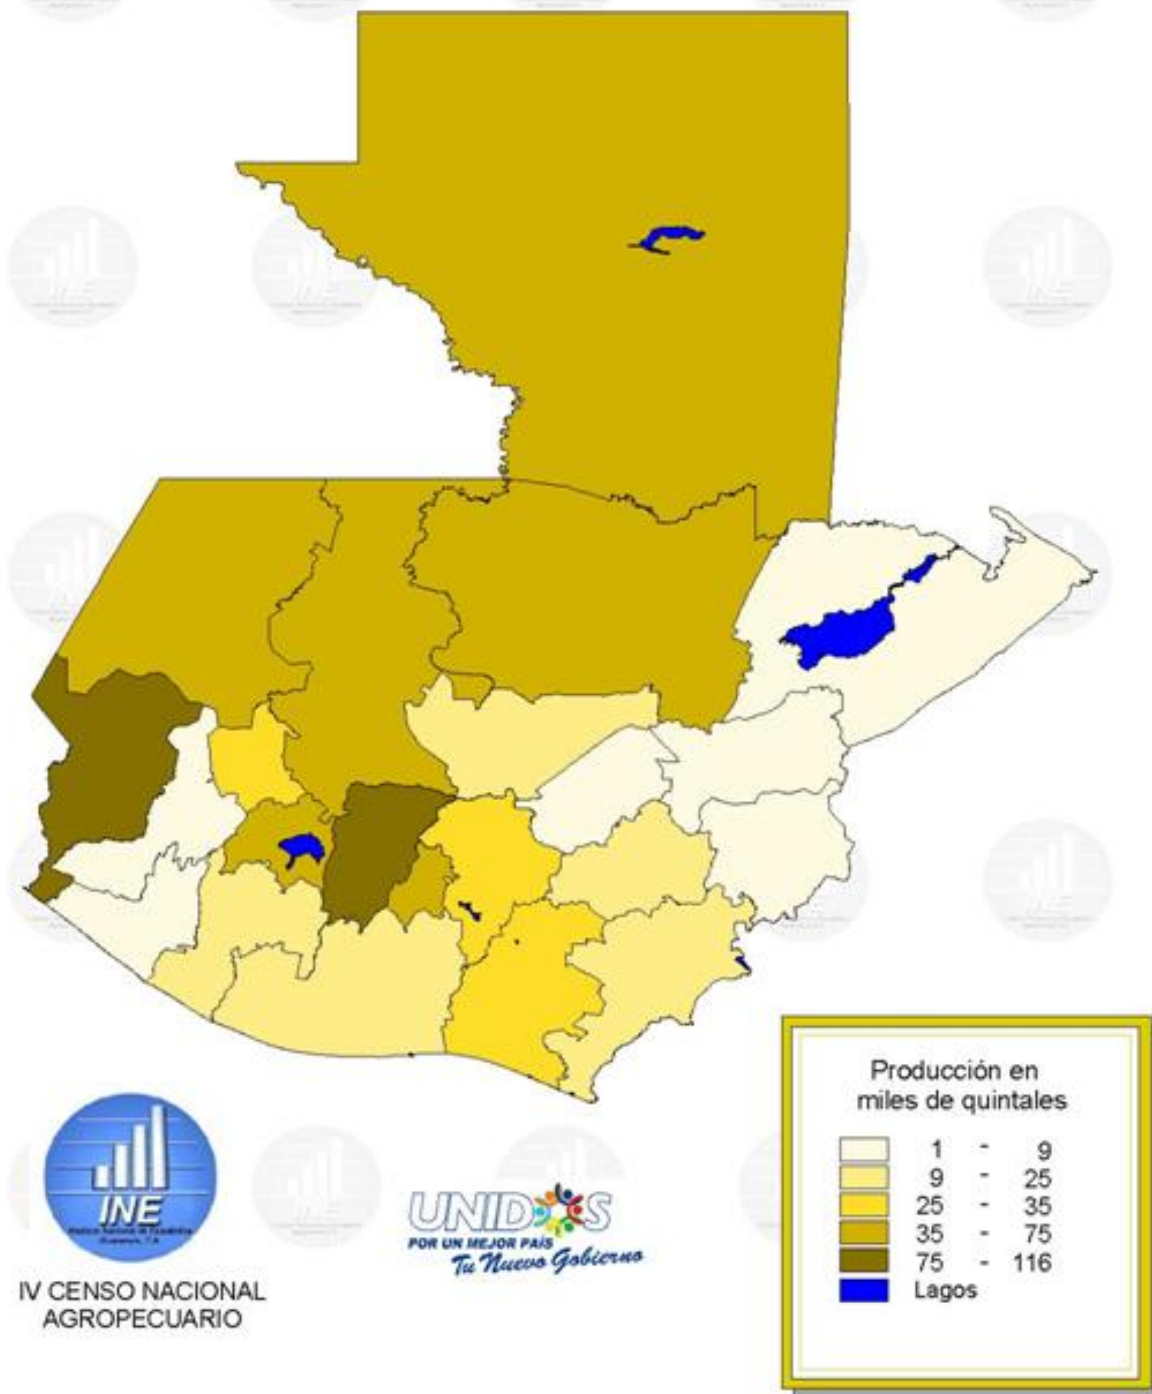 Producción en
miles de quintales
1 - 9
9 - 25
25 - 35
35 - 75
75 - 116
Lagos
INE
IV CENSO NACIONAL
AGROPECUARIO
UNIDOS
POR UN MEJOR PAÍS
Tu Nuevo Gobierno